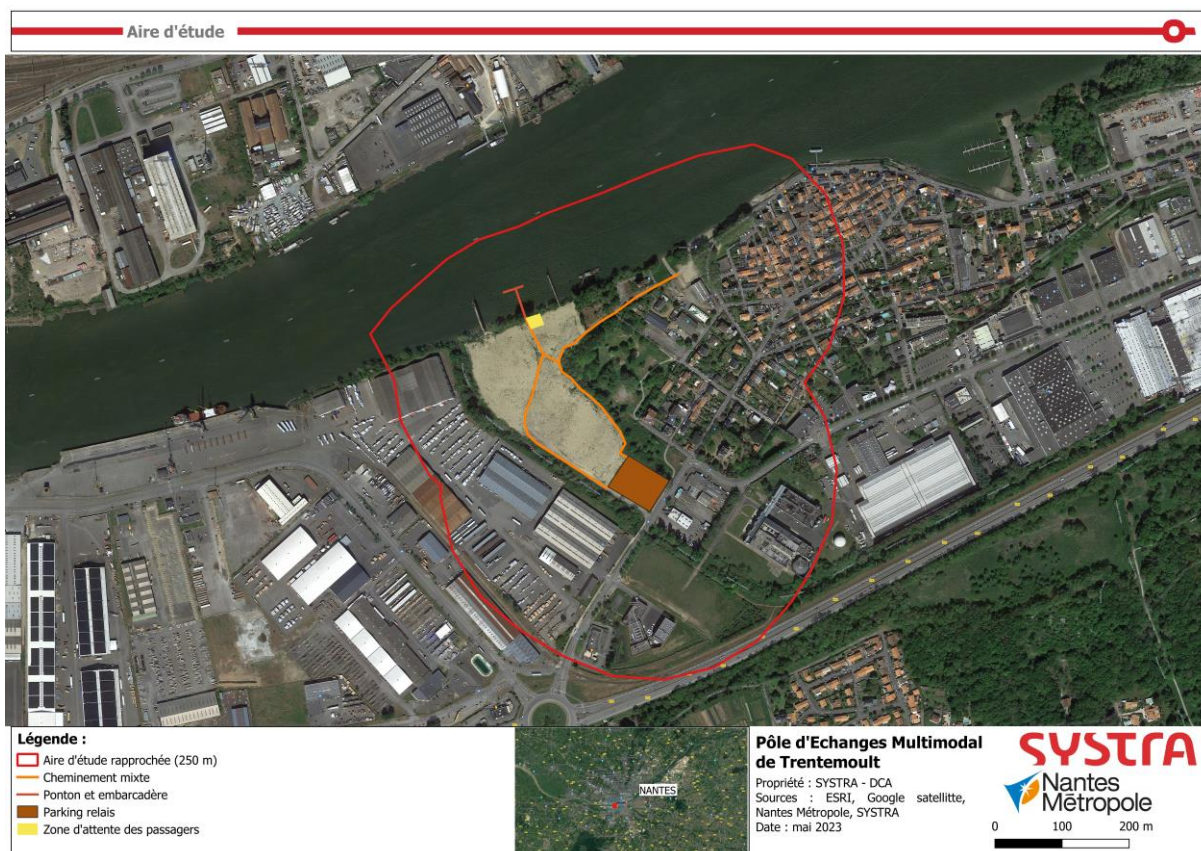 Aire d'étude
Légende :
Aire d'étude rapprochée (250 m)
Cheminement mixte
Ponton et embarcadère
Parking relais
Zone d'attente des passagers
NANTES
Pôle d'Echanges Multimodal
de Trentemoult
Propriété : SYSTRA - DCA
Sources : ESRI, Google satellitte,
Nantes Métropole, SYSTRA
Date : mai 2023
SYSTRA
Nantes
Métropole
0 100 200 m